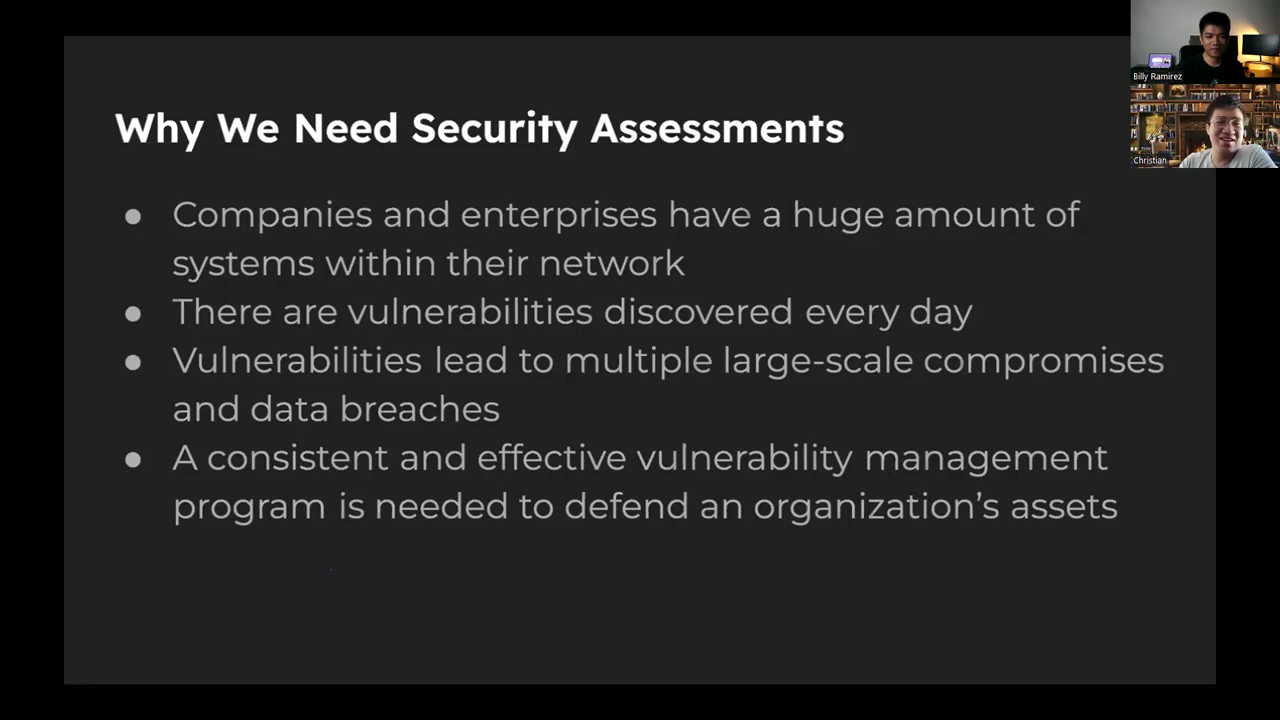 Why We Need Security Assessments
● Companies and enterprises have a huge amount of
systems within their network
● There are vulnerabilities discovered every day
● Vulnerabilities lead to multiple large-scale compromises
and data breaches
● A consistent and effective vulnerability management
program is needed to defend an organization’s assets
Billy Ramirez
Christian